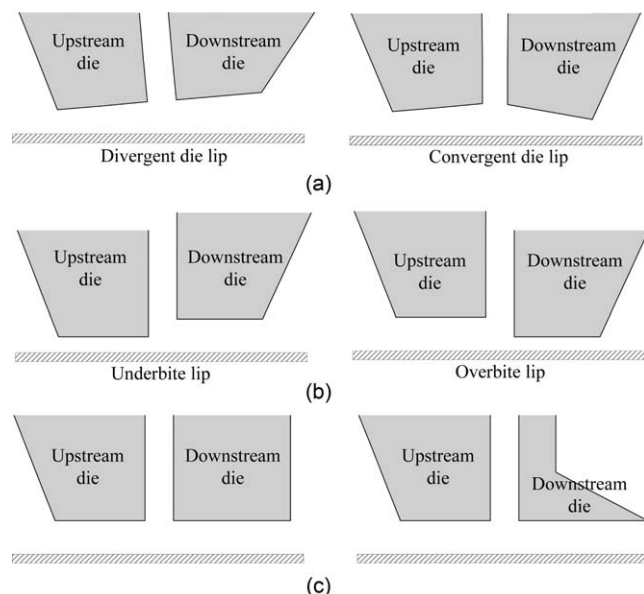 Upstream
die
Downstream
die
Upstream
die
Downstream
die
Divergent die lip
Convergent die lip
(a)
Upstream
die
Downstream
die
Upstream
die
Downstream
die
Underbite lip
Overbite lip
(b)
Upstream
die
Downstream
die
Upstream
die
Downstream
die
(c)